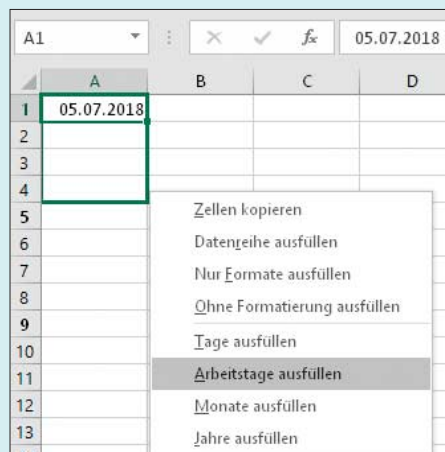 A1 fx 05.07.2018
A B C D
1 05.07.2018
2
3
4
Zellen kopieren
5
Datenreihe ausfüllen
6
Nur Formate ausfüllen
7
Ohne Formatierung ausfüllen
8
9
Tage ausfüllen
10
Arbeitstage ausfüllen
11
Monate ausfüllen
12
Jahre ausfüllen
13